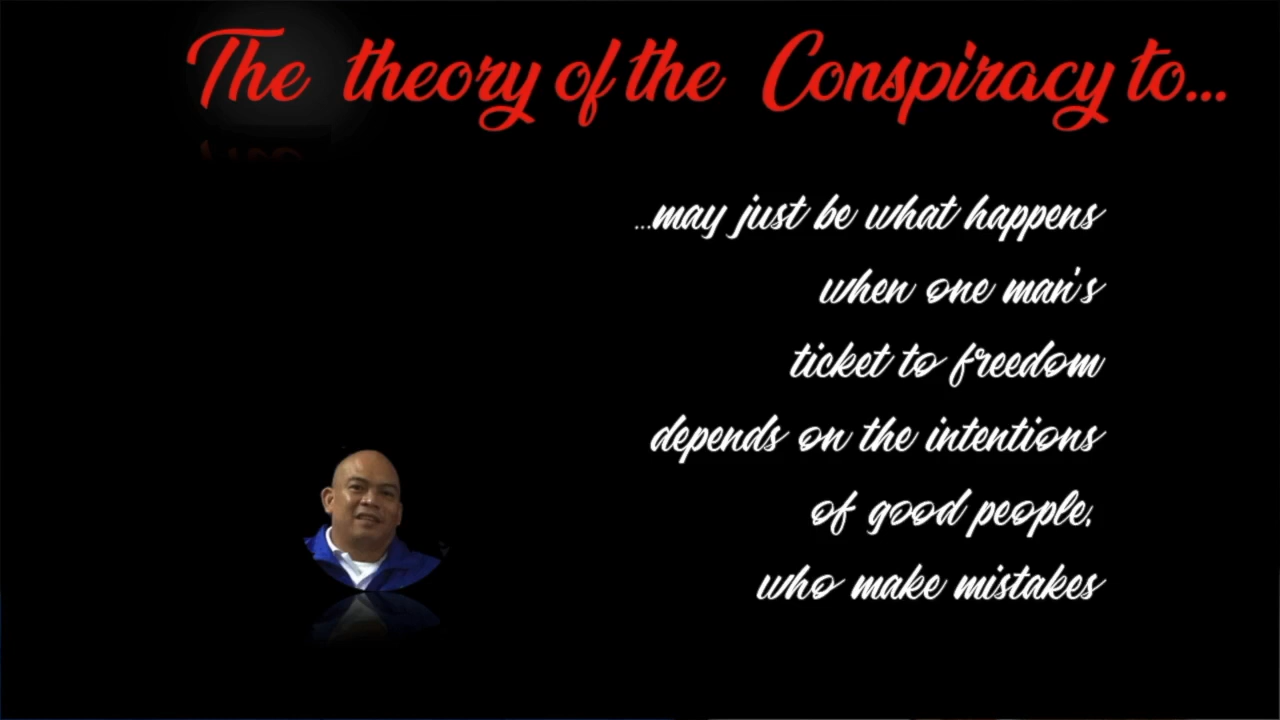 The theory of the Conspiracy to...
...may just be what happens
when one man's
ticket to freedom
depends on the intentions
of good people,
who make mistakes